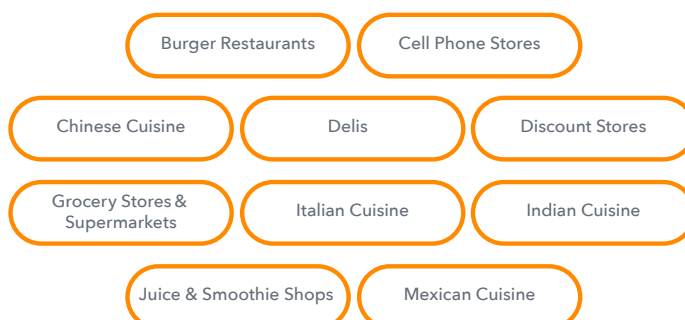 Burger Restaurants
Cell Phone Stores
Chinese Cuisine
Delis
Discount Stores
Grocery Stores &
Supermarkets
Italian Cuisine
Indian Cuisine
Juice & Smoothie Shops
Mexican Cuisine